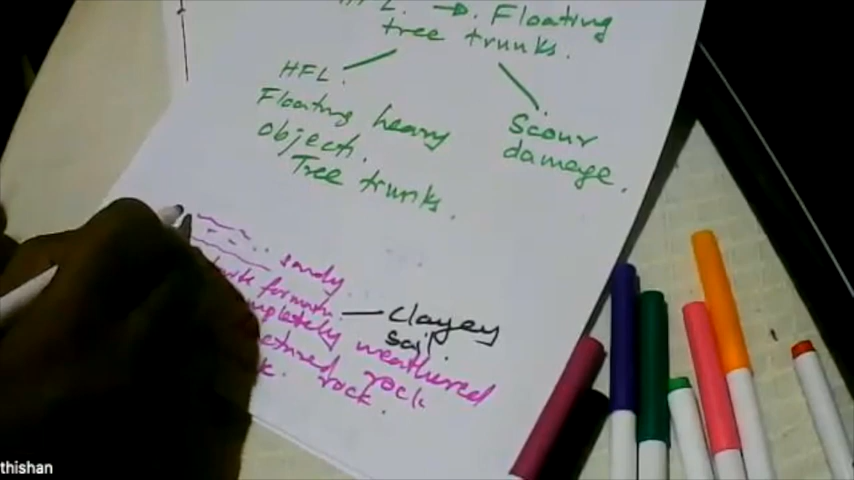 HFL. → Floating
tree trunks.
HFL.
Floating heavy
object.
Tree trunks.
Scour
damage.
sandy
formation. — Clayey
soil.
completely weathered
rock
rock.
thishan